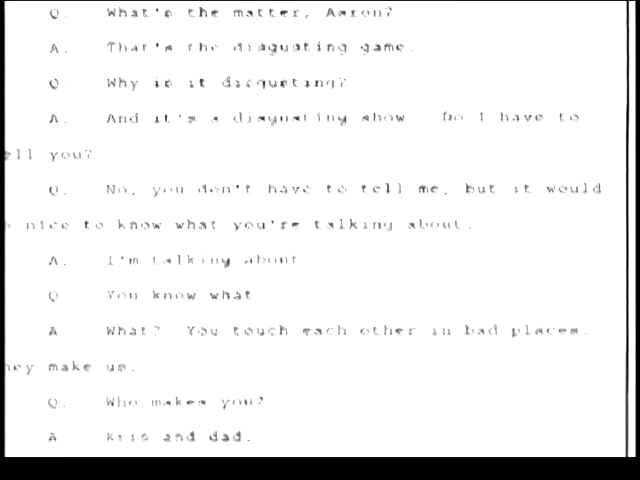 Q. What's the matter, Aaron?
A. That's the disgusting game.
Q. Why is it disgusting?
A. And it's a disgusting show. Do I have to
ell you?
Q. No, you don't have to tell me, but it would
nice to know what you're talking about.
A. I'm talking about
Q You know what
A What? You touch each other in bad places.
hey make us.
Q. Who makes you?
A Kris and dad.